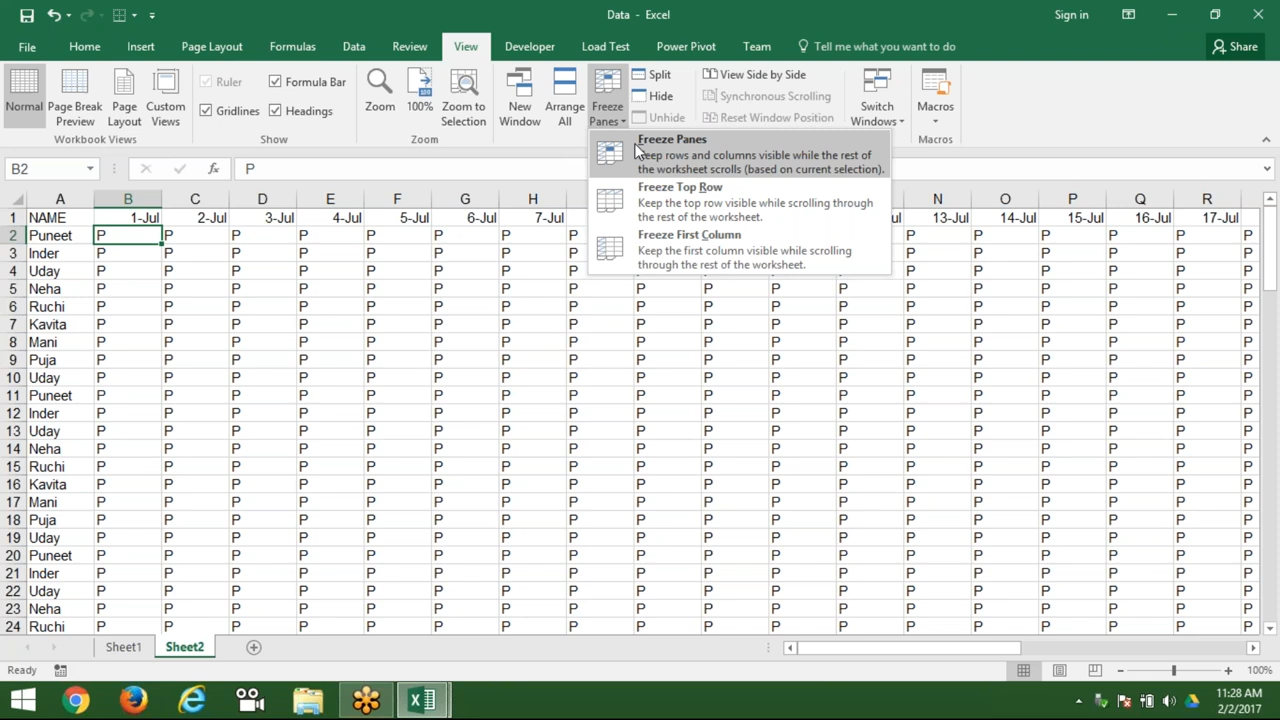 Data - Excel
Sign in
File Home Insert Page Layout Formulas Data Review View Developer Load Test Power Pivot Team Tell me what you want to do Share
Normal
Page Break Preview
Page Layout
Custom Views
Workbook Views
Ruler
Formula Bar
Gridlines
Headings
Show
Zoom
100%
Zoom to Selection
Zoom
New Window
Arrange All
Freeze Panes
Split
Hide
Unhide
View Side by Side
Synchronous Scrolling
Reset Window Position
Switch Windows
Macros
Macros
Freeze Panes
Keep rows and columns visible while the rest of
the worksheet scrolls (based on current selection).
Freeze Top Row
Keep the top row visible while scrolling through
the rest of the worksheet.
Freeze First Column
Keep the first column visible while scrolling
through the rest of the worksheet.
B2 fx P
A B C D E F G H N O P Q R
1 NAME 1-Jul 2-Jul 3-Jul 4-Jul 5-Jul 6-Jul 7-Jul 13-Jul 14-Jul 15-Jul 16-Jul 17-Jul
2 Puneet P P P P P P P P P P P P P
3 Inder P P P P P P P P P P P P P
4 Uday P P P P P P P P P P P P P
5 Neha P P P P P P P P P P P P P P P P P P
6 Ruchi P P P P P P P P P P P P P P P P P P
7 Kavita P P P P P P P P P P P P P P P P P P
8 Mani P P P P P P P P P P P P P P P P P P
9 Puja P P P P P P P P P P P P P P P P P P
10 Uday P P P P P P P P P P P P P P P P P P
11 Puneet P P P P P P P P P P P P P P P P P P
12 Inder P P P P P P P P P P P P P P P P P P
13 Uday P P P P P P P P P P P P P P P P P P
14 Neha P P P P P P P P P P P P P P P P P P
15 Ruchi P P P P P P P P P P P P P P P P P P
16 Kavita P P P P P P P P P P P P P P P P P P
17 Mani P P P P P P P P P P P P P P P P P P
18 Puja P P P P P P P P P P P P P P P P P P
19 Uday P P P P P P P P P P P P P P P P P P
20 Puneet P P P P P P P P P P P P P P P P P P
21 Inder P P P P P P P P P P P P P P P P P P
22 Uday P P P P P P P P P P P P P P P P P P
23 Neha P P P P P P P P P P P P P P P P P P
24 Ruchi P P P P P P P P P P P P P P P P P P
Sheet1 Sheet2
Ready 100%
11:28 AM
2/2/2017